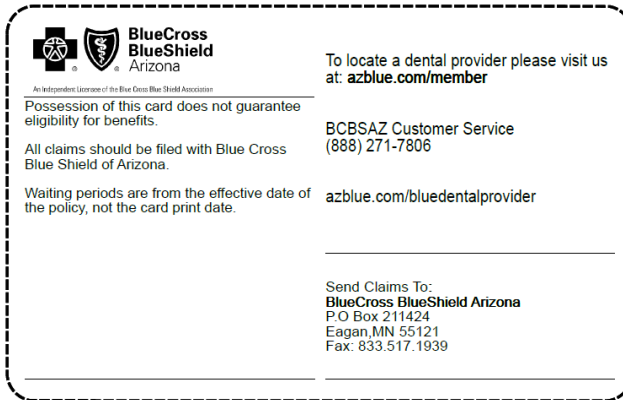 BlueCross
BlueShield
Arizona
An Independent Licensee of the Blue Cross Blue Shield Association
Possession of this card does not guarantee
eligibility for benefits.
All claims should be filed with Blue Cross
Blue Shield of Arizona.
Waiting periods are from the effective date of
the policy, not the card print date.
To locate a dental provider please visit us
at: azblue.com/member
BCBSAZ Customer Service
(888) 271-7806
azblue.com/bluedentalprovider
Send Claims To:
BlueCross BlueShield Arizona
P.O Box 211424
Eagan,MN 55121
Fax: 833.517.1939